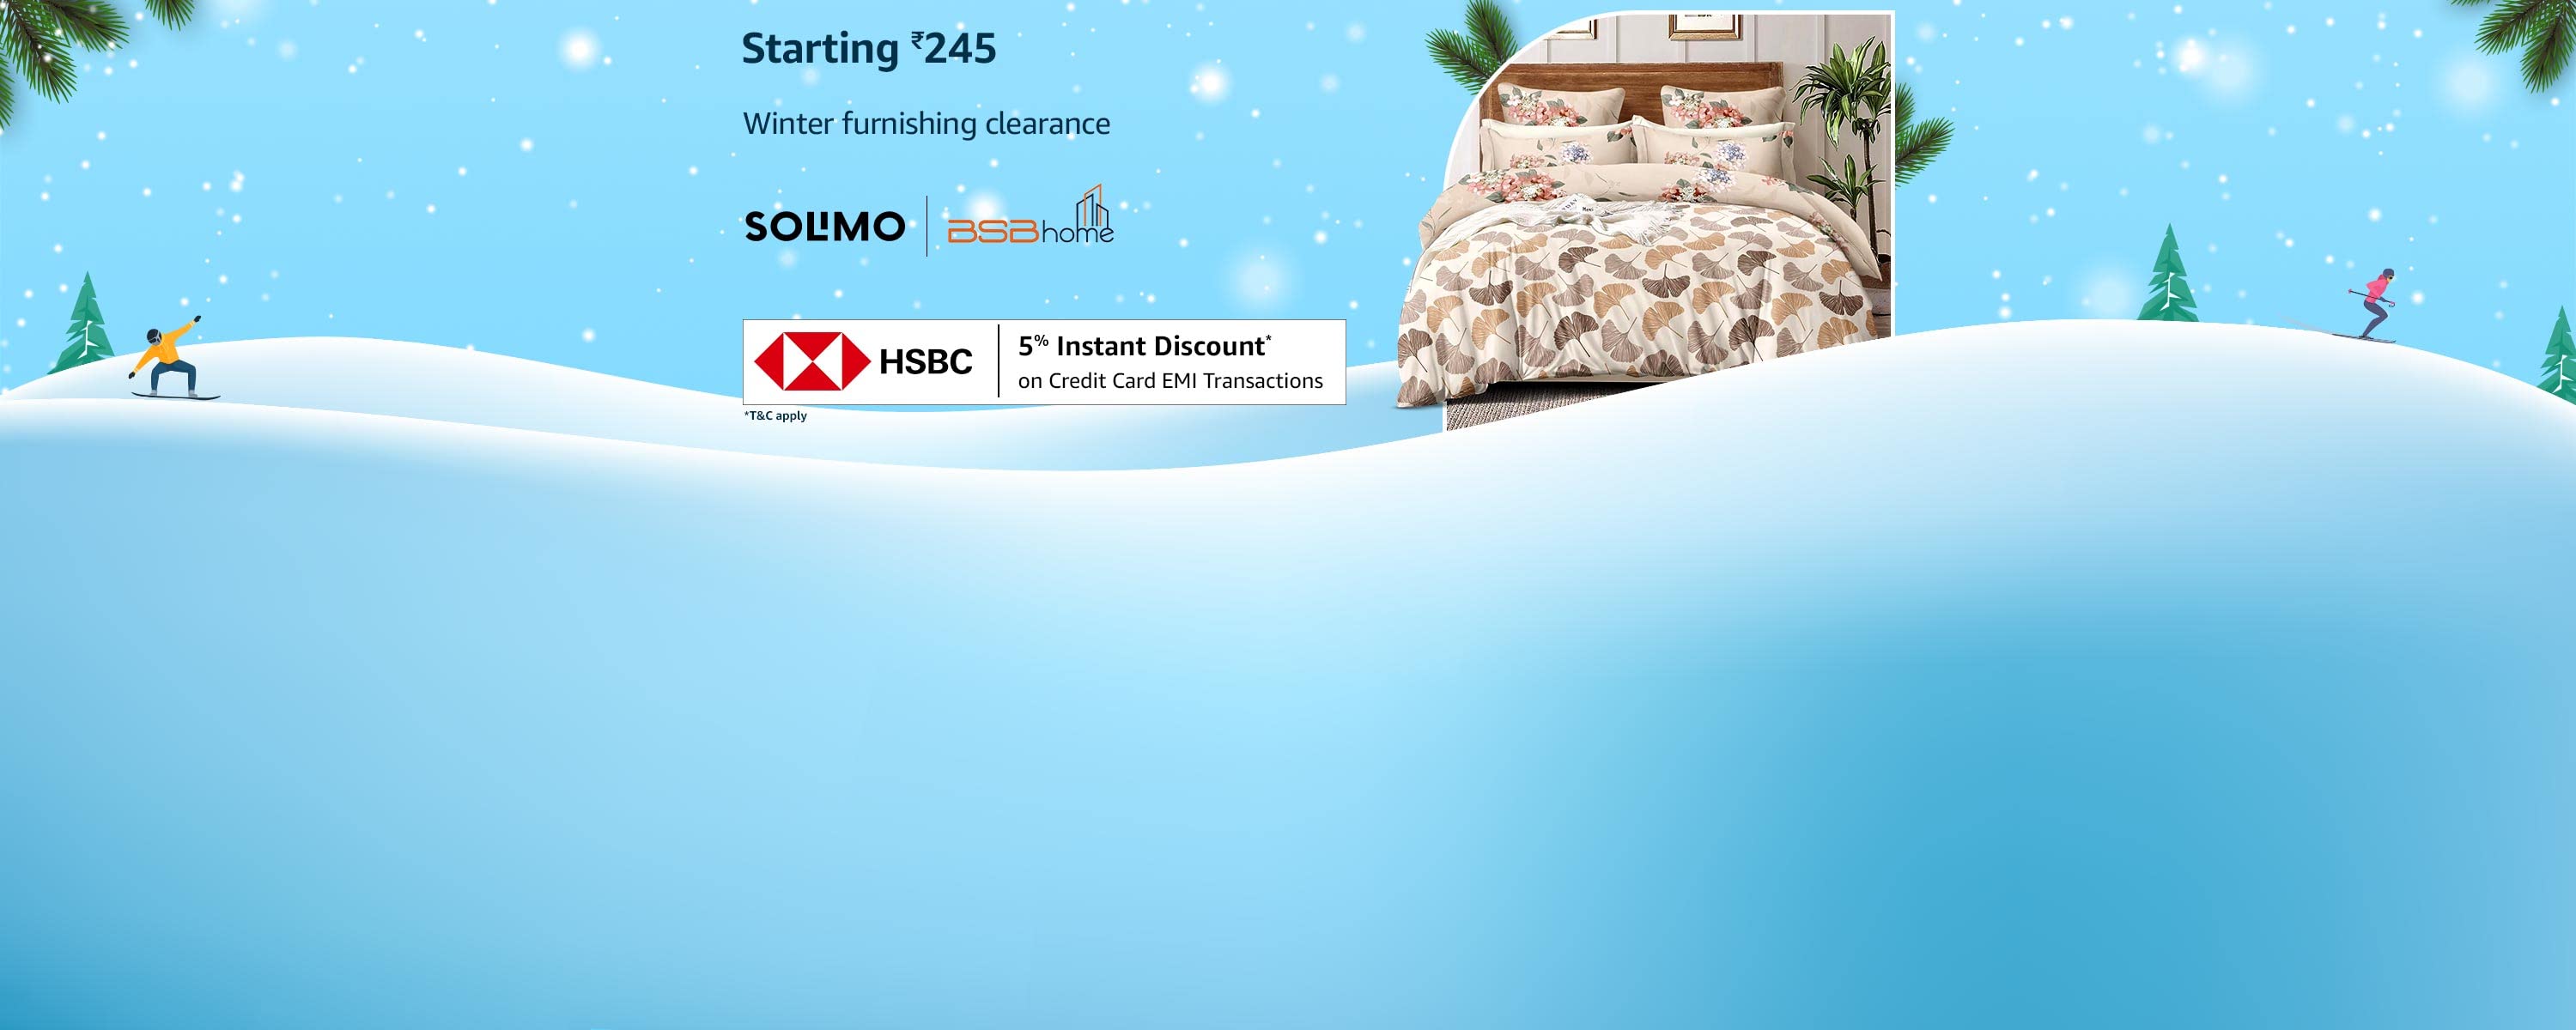 Starting ₹245
Winter furnishing clearance
SOLIMO
BSBhome
HSBC
5% Instant Discount*
on Credit Card EMI Transactions
*T&C apply